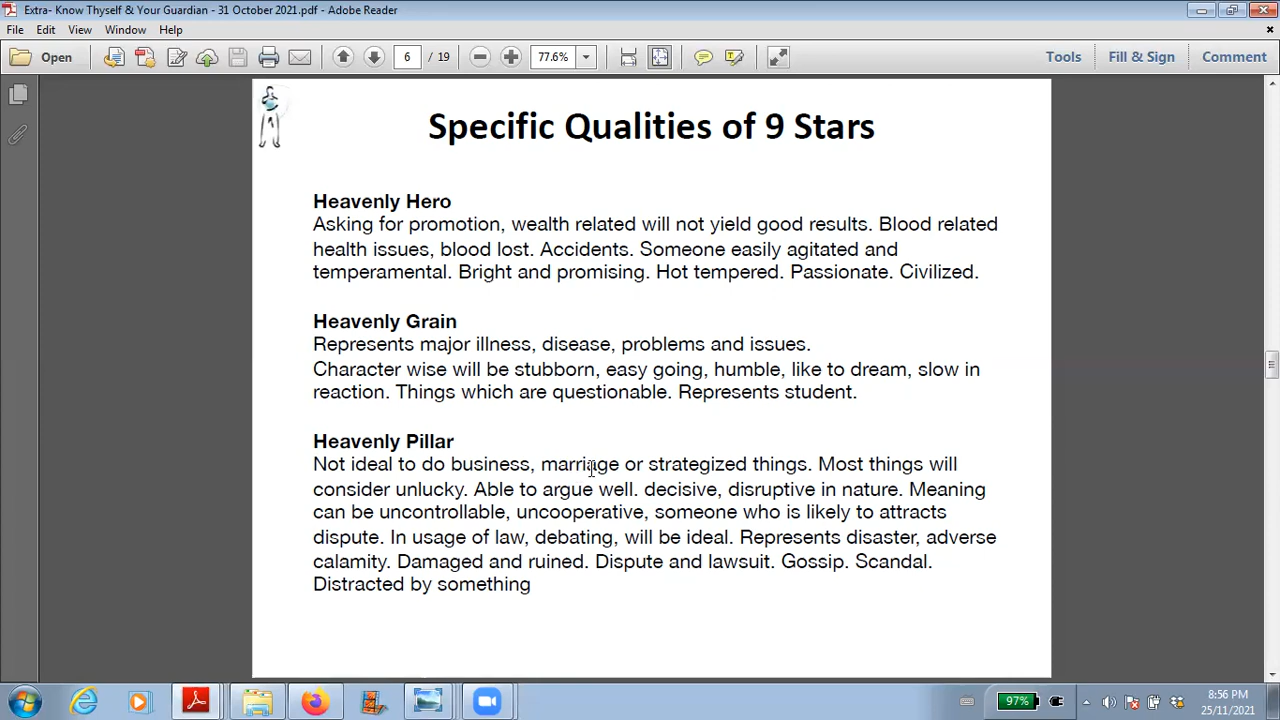 Extra- Know Thyself & Your Guardian - 31 October 2021.pdf - Adobe Reader
File Edit View Window Help
Open 6 / 19 77.6% Tools Fill & Sign Comment
Specific Qualities of 9 Stars
Heavenly Hero
Asking for promotion, wealth related will not yield good results. Blood related
health issues, blood lost. Accidents. Someone easily agitated and
temperamental. Bright and promising. Hot tempered. Passionate. Civilized.
Heavenly Grain
Represents major illness, disease, problems and issues.
Character wise will be stubborn, easy going, humble, like to dream, slow in
reaction. Things which are questionable. Represents student.
Heavenly Pillar
Not ideal to do business, marriage or strategized things. Most things will
consider unlucky. Able to argue well. decisive, disruptive in nature. Meaning
can be uncontrollable, uncooperative, someone who is likely to attracts
dispute. In usage of law, debating, will be ideal. Represents disaster, adverse
calamity. Damaged and ruined. Dispute and lawsuit. Gossip. Scandal.
Distracted by something
97%
8:56 PM
25/11/2021